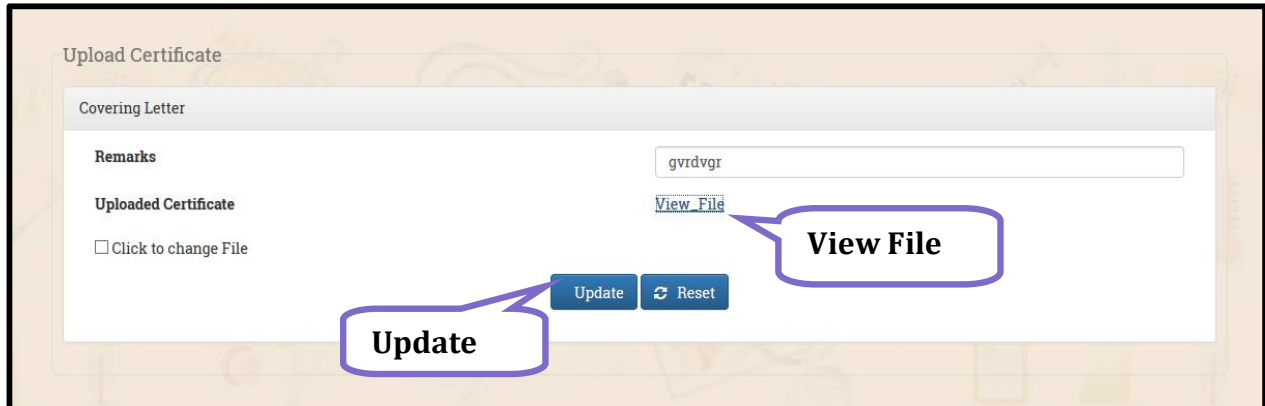 Upload Certificate
Covering Letter
Remarks gvrdvgr
Uploaded Certificate View_File
Click to change File
View File
Update Reset
Update